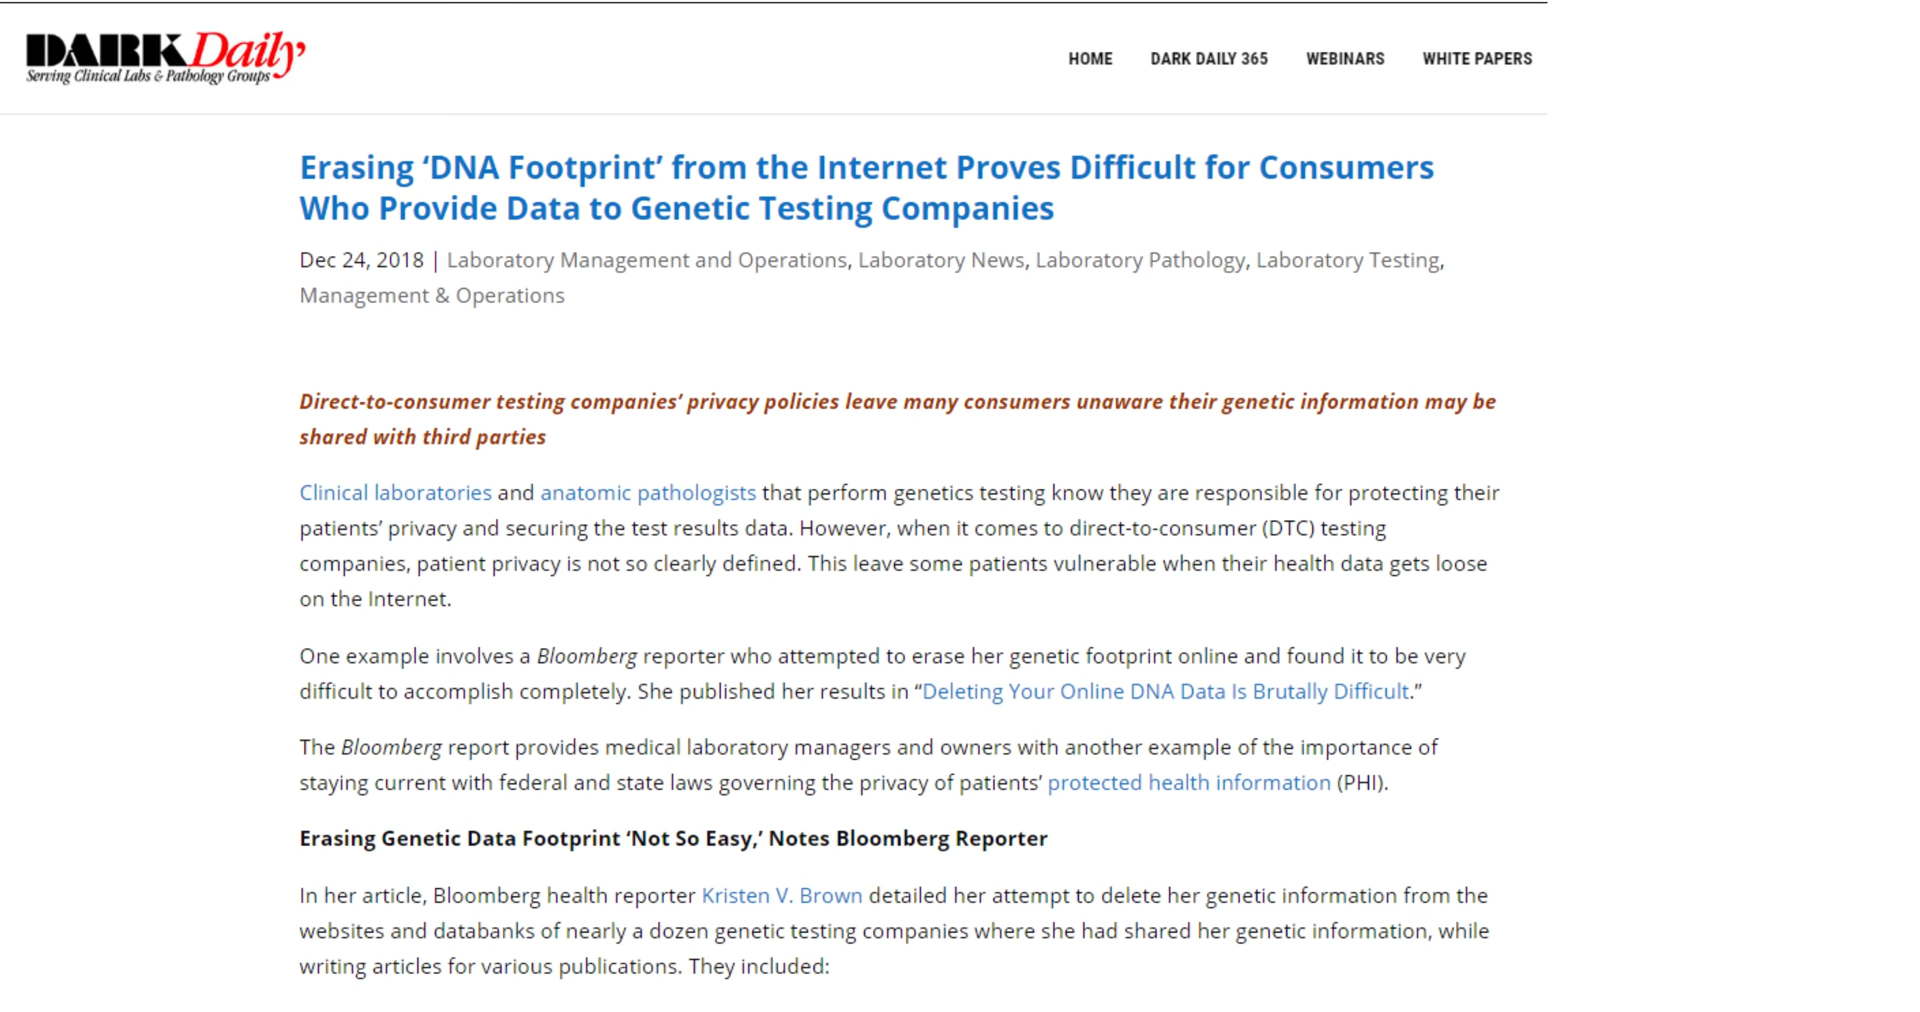 DARK Daily
Serving Clinical Labs & Pathology Groups
HOME DARK DAILY 365 WEBINARS WHITE PAPERS
Erasing ‘DNA Footprint’ from the Internet Proves Difficult for Consumers
Who Provide Data to Genetic Testing Companies
Dec 24, 2018 | Laboratory Management and Operations, Laboratory News, Laboratory Pathology, Laboratory Testing,
Management & Operations
Direct-to-consumer testing companies’ privacy policies leave many consumers unaware their genetic information may be
shared with third parties
Clinical laboratories and anatomic pathologists that perform genetics testing know they are responsible for protecting their
patients’ privacy and securing the test results data. However, when it comes to direct-to-consumer (DTC) testing
companies, patient privacy is not so clearly defined. This leave some patients vulnerable when their health data gets loose
on the Internet.
One example involves a Bloomberg reporter who attempted to erase her genetic footprint online and found it to be very
difficult to accomplish completely. She published her results in “Deleting Your Online DNA Data Is Brutally Difficult.”
The Bloomberg report provides medical laboratory managers and owners with another example of the importance of
staying current with federal and state laws governing the privacy of patients’ protected health information (PHI).
Erasing Genetic Data Footprint ‘Not So Easy,’ Notes Bloomberg Reporter
In her article, Bloomberg health reporter Kristen V. Brown detailed her attempt to delete her genetic information from the
websites and databanks of nearly a dozen genetic testing companies where she had shared her genetic information, while
writing articles for various publications. They included: